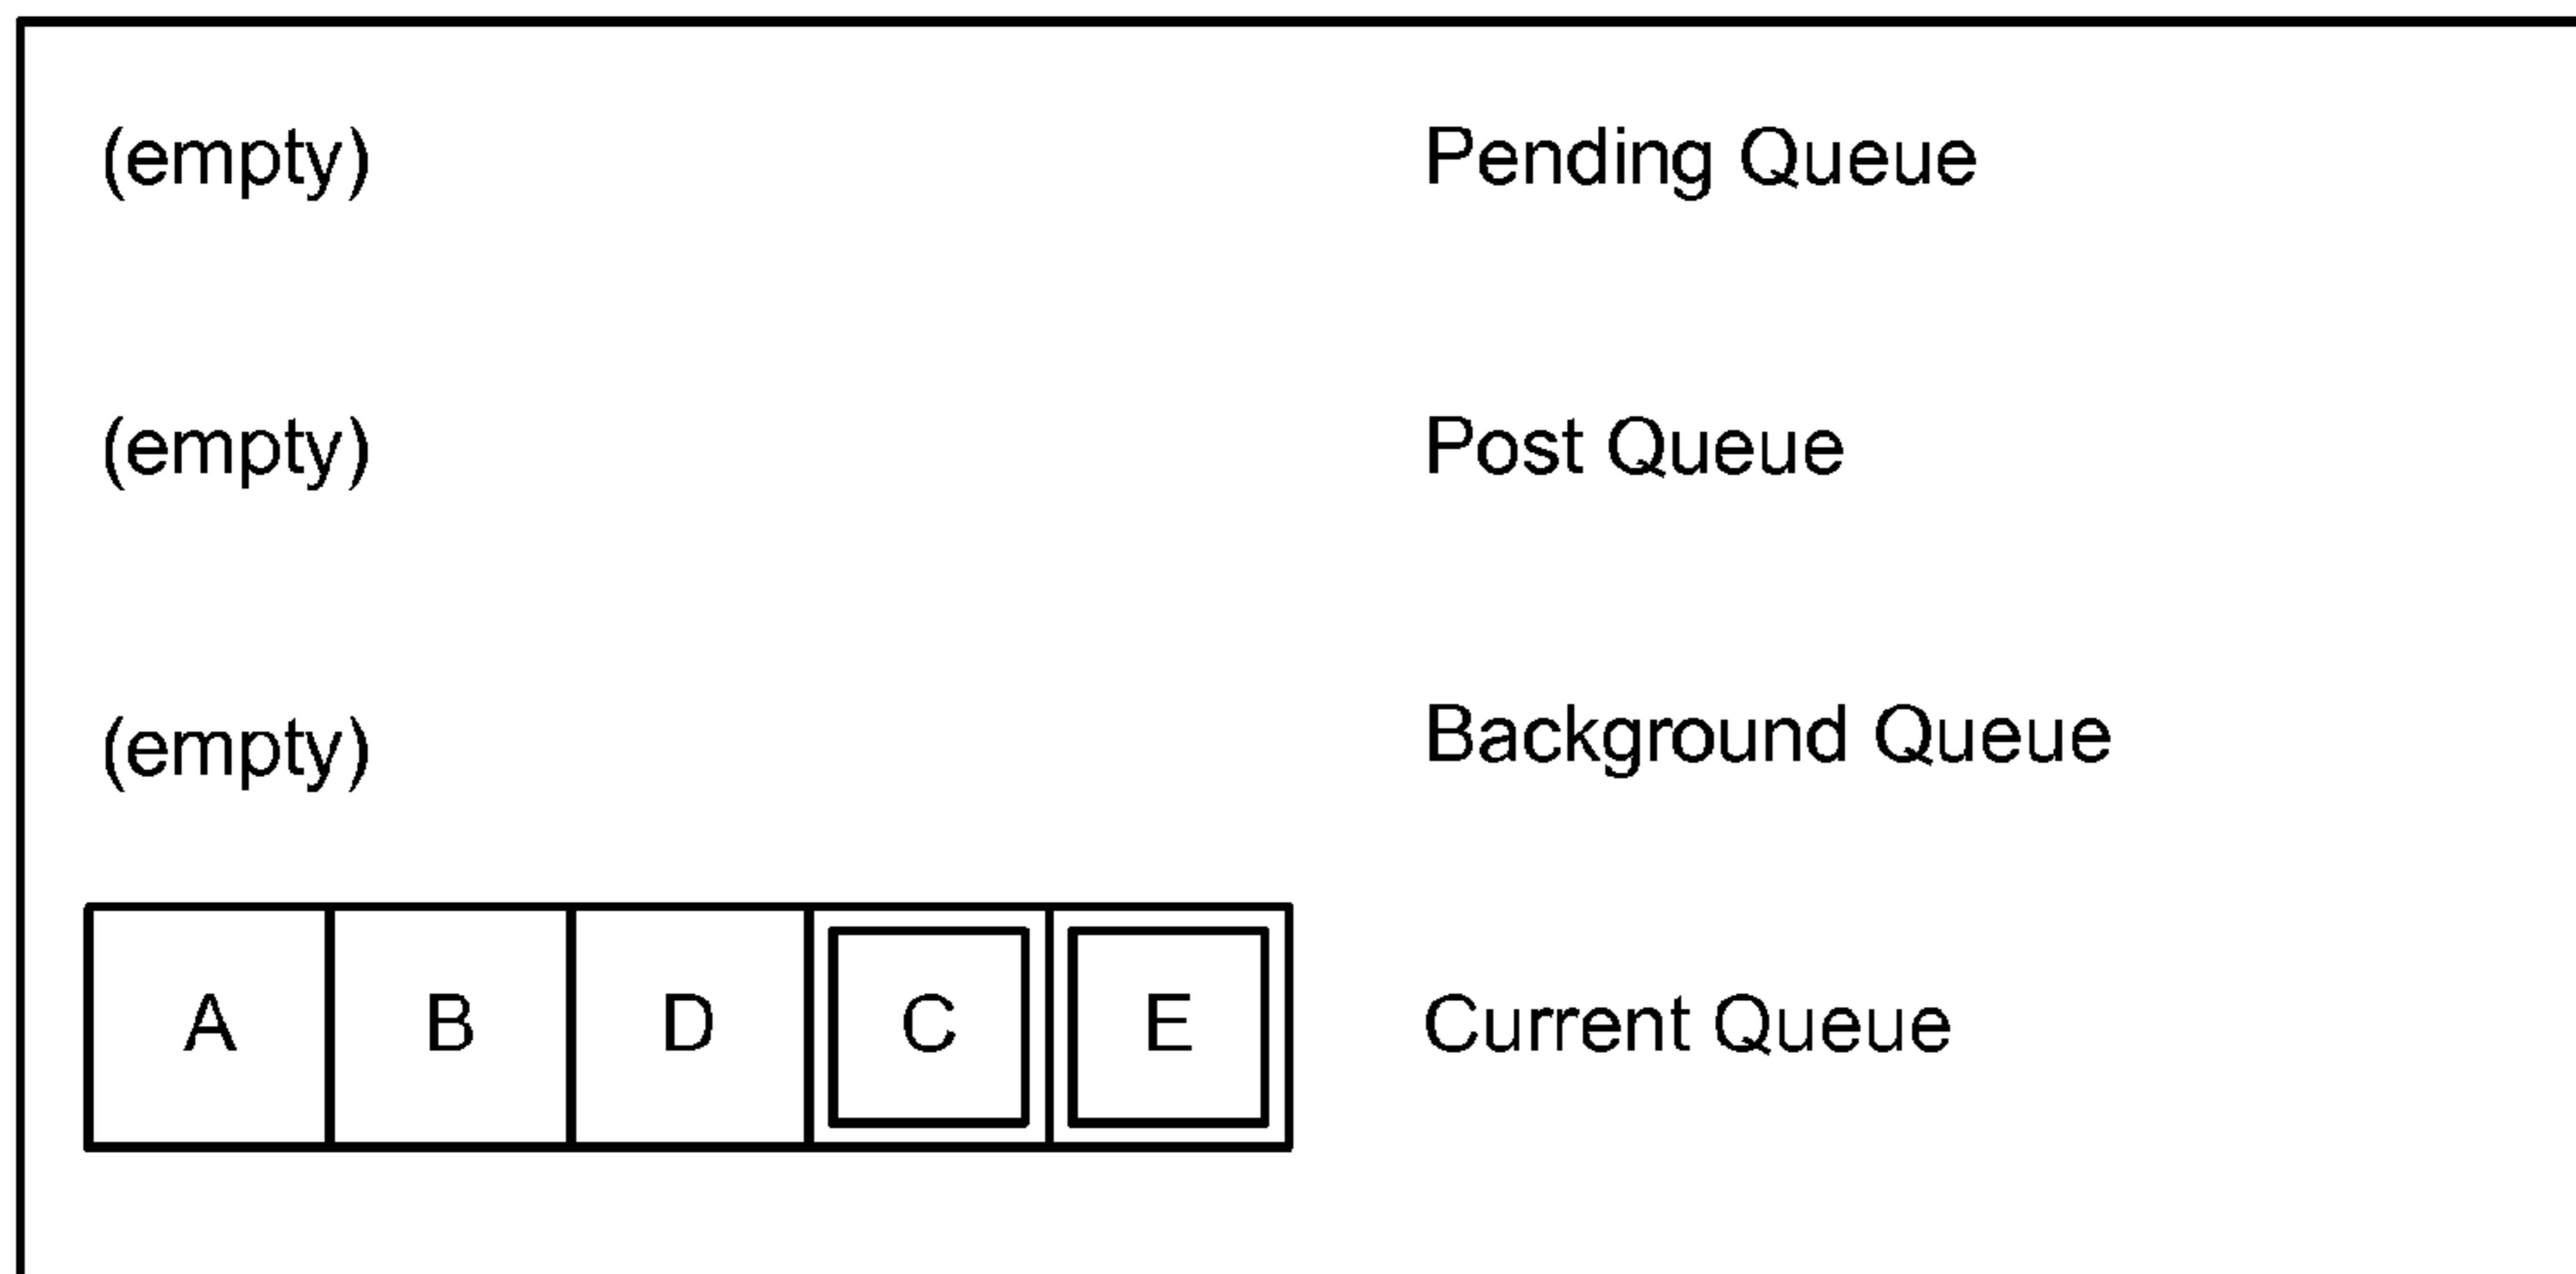 (empty) Pending Queue
(empty) Post Queue
(empty) Background Queue
A B D C E Current Queue